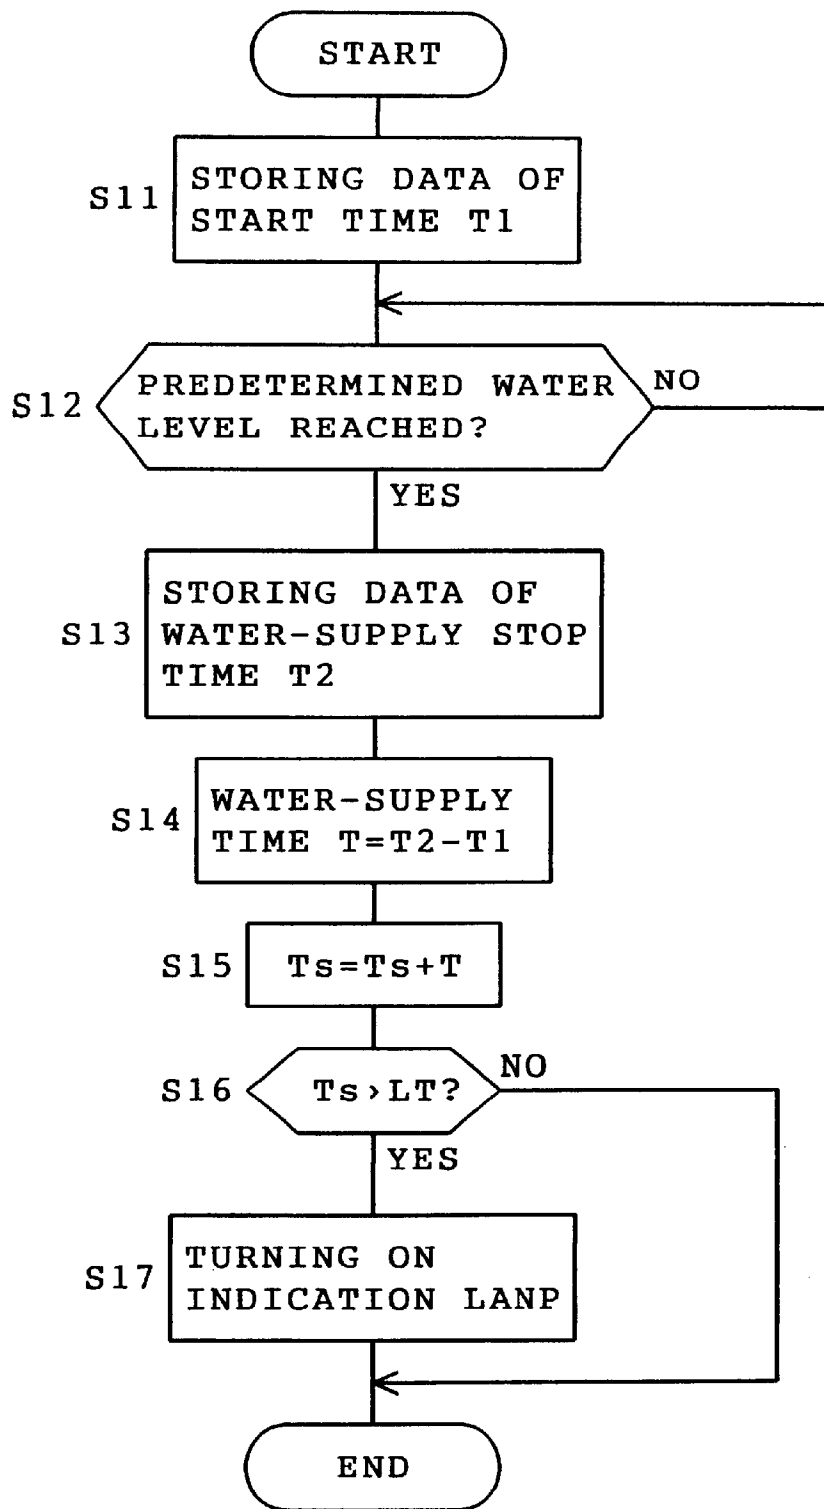 START
S11
STORING DATA OF
START TIME T1
S12
PREDETERMINED WATER
LEVEL REACHED?
NO
YES
S13
STORING DATA OF
WATER-SUPPLY STOP
TIME T2
S14
WATER-SUPPLY
TIME T=T2-T1
S15
Ts=Ts+T
S16
Ts>LT?
NO
YES
S17
TURNING ON
INDICATION LANP
END